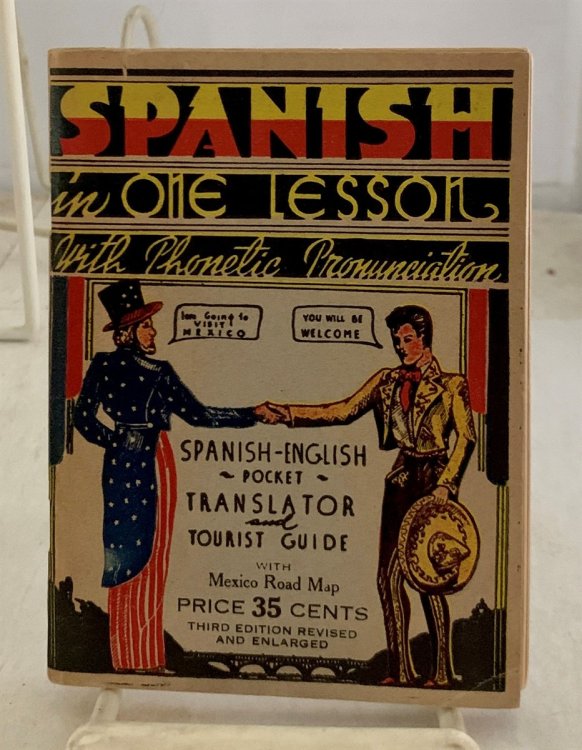 SPANISH
in ONE LESSON
With Phonetic Pronunciation
I am Going to
VISIT
MEXICO
YOU WILL BE
WELCOME
SPANISH-ENGLISH
~ POCKET ~
TRANSLATOR
and
TOURIST GUIDE
WITH
Mexico Road Map
PRICE 35 CENTS
THIRD EDITION REVISED
AND ENLARGED